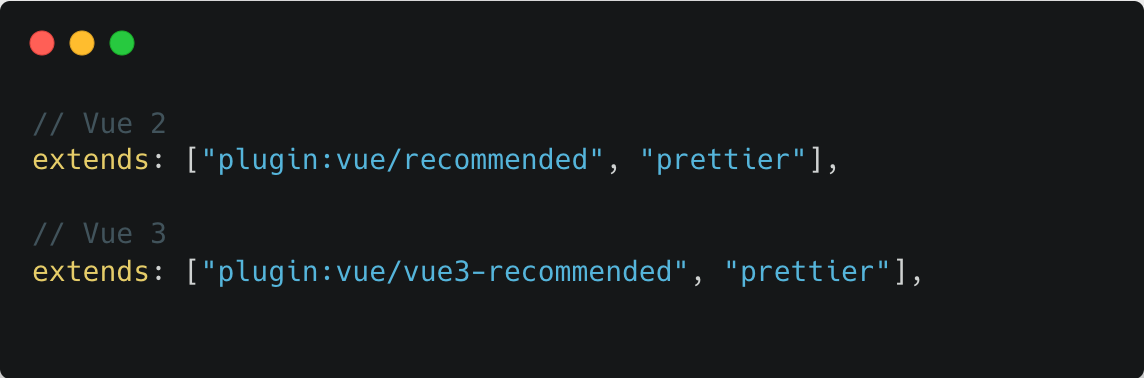 // Vue 2
extends: ["plugin:vue/recommended", "prettier"],
// Vue 3
extends: ["plugin:vue/vue3-recommended", "prettier"],